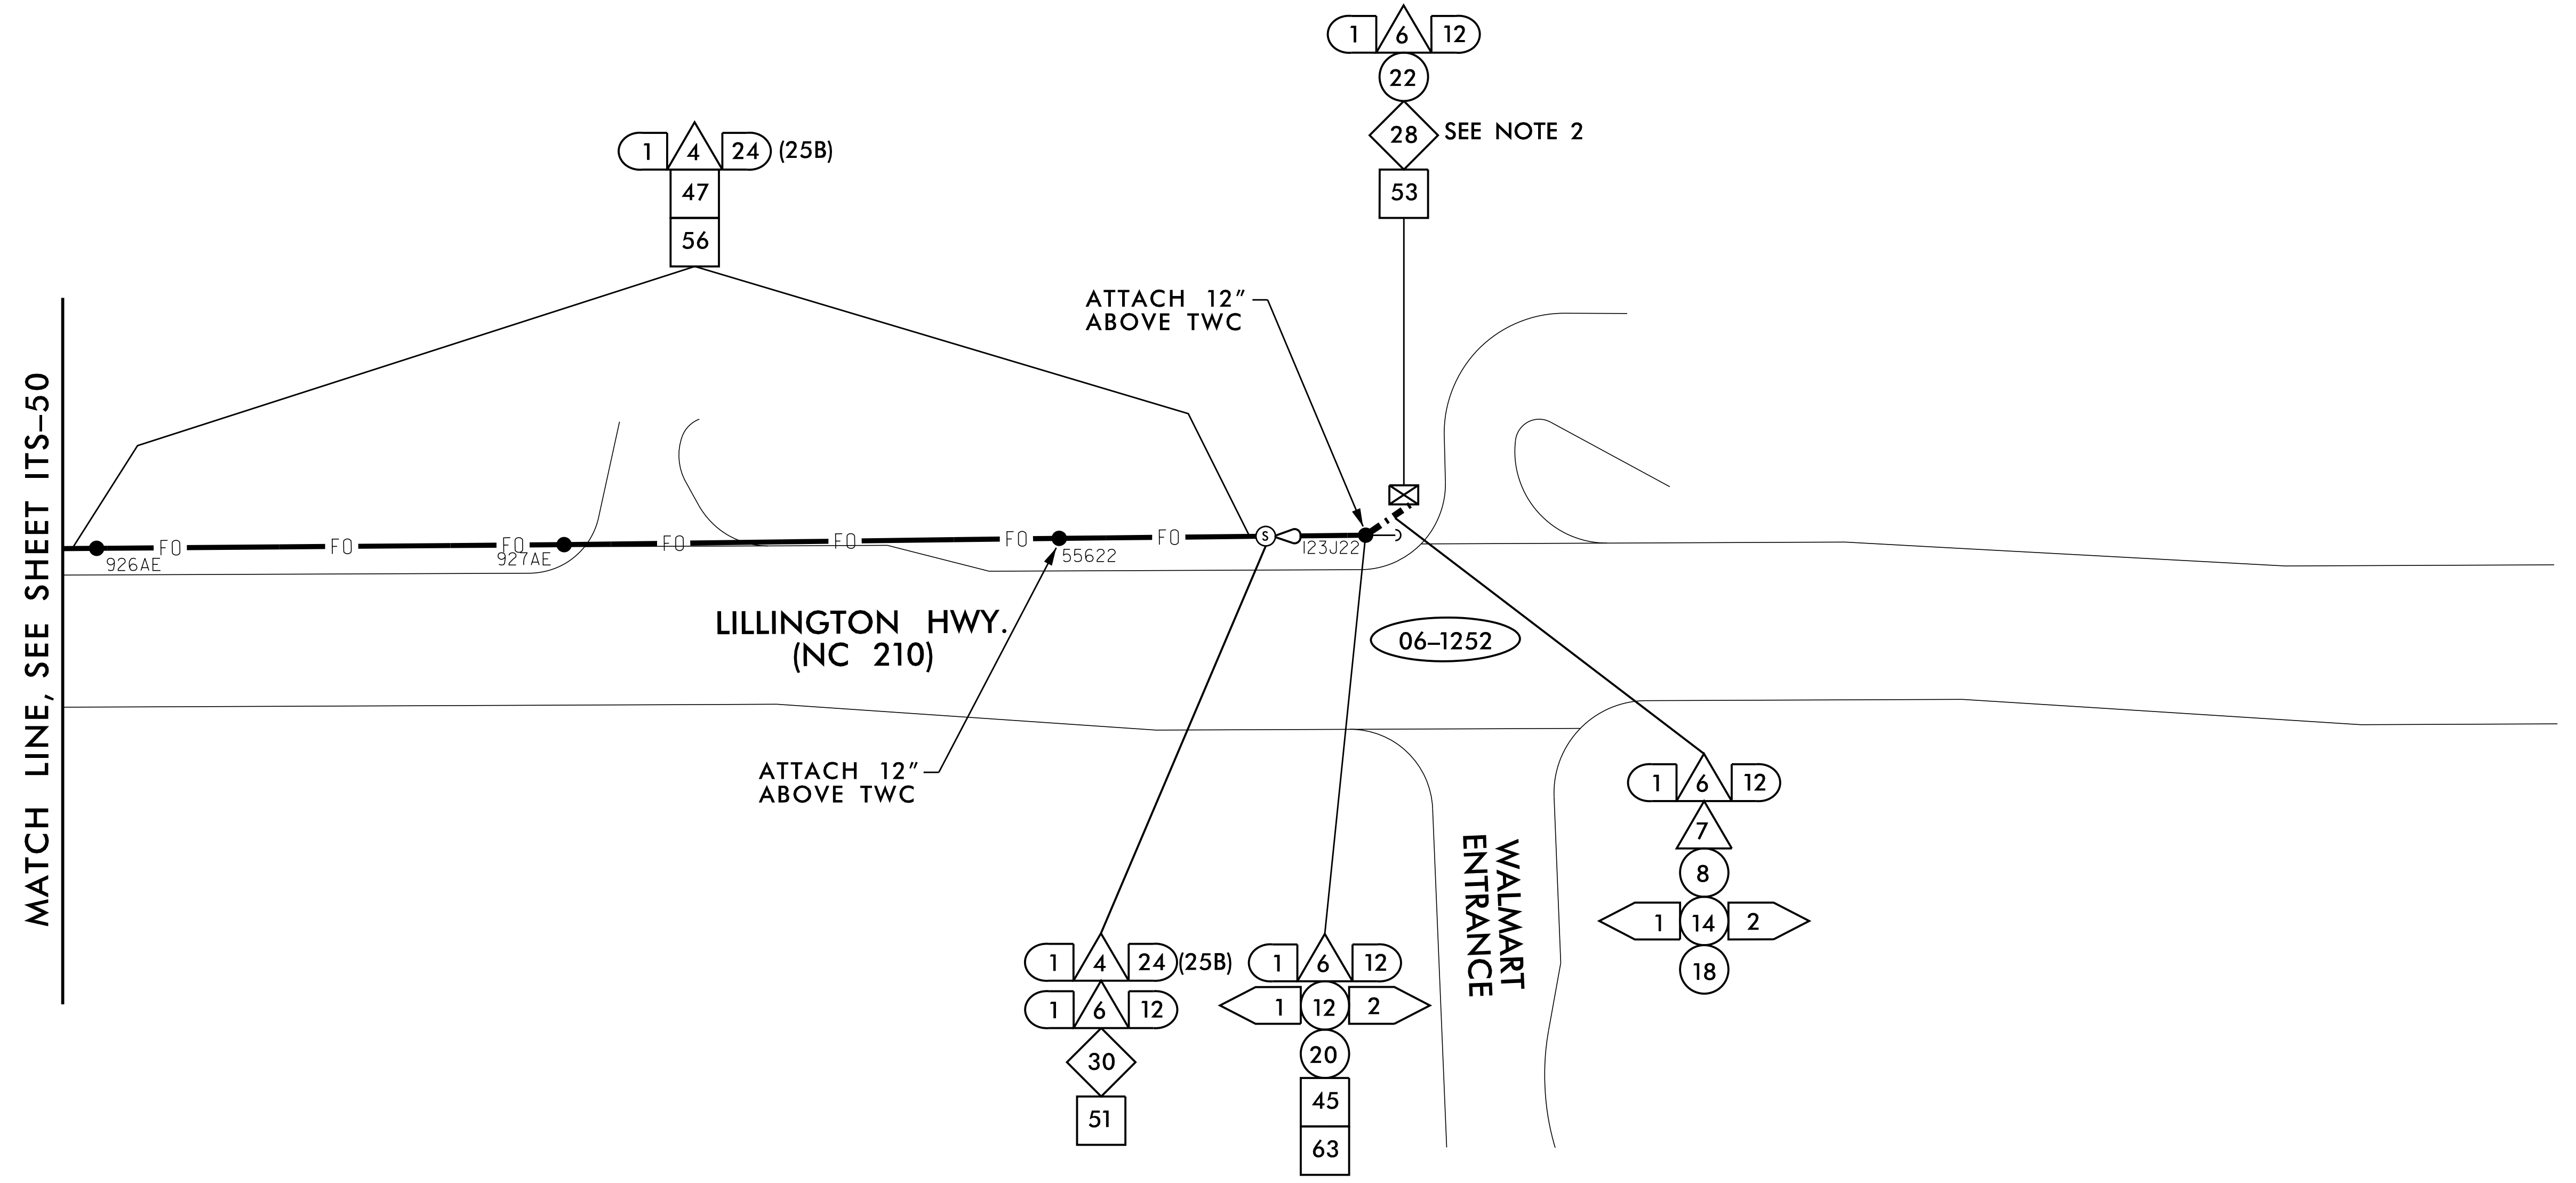 1 6 12
22
28 SEE NOTE 2
53
1 4 24 (25B)
47
56
ATTACH 12"
ABOVE TWC
MATCH LINE, SEE SHEET ITS–50
FO FO FO FO FO FO FO
926AE
927AE
55622
S
I23J22
LILLINGTON HWY.
(NC 210)
06–1252
ATTACH 12"
ABOVE TWC
WALMART
ENTRANCE
1 6 12
7
8
1 14 2
18
1 4 24 (25B)
1 6 12
30
51
1 6 12
1 12 2
20
45
63